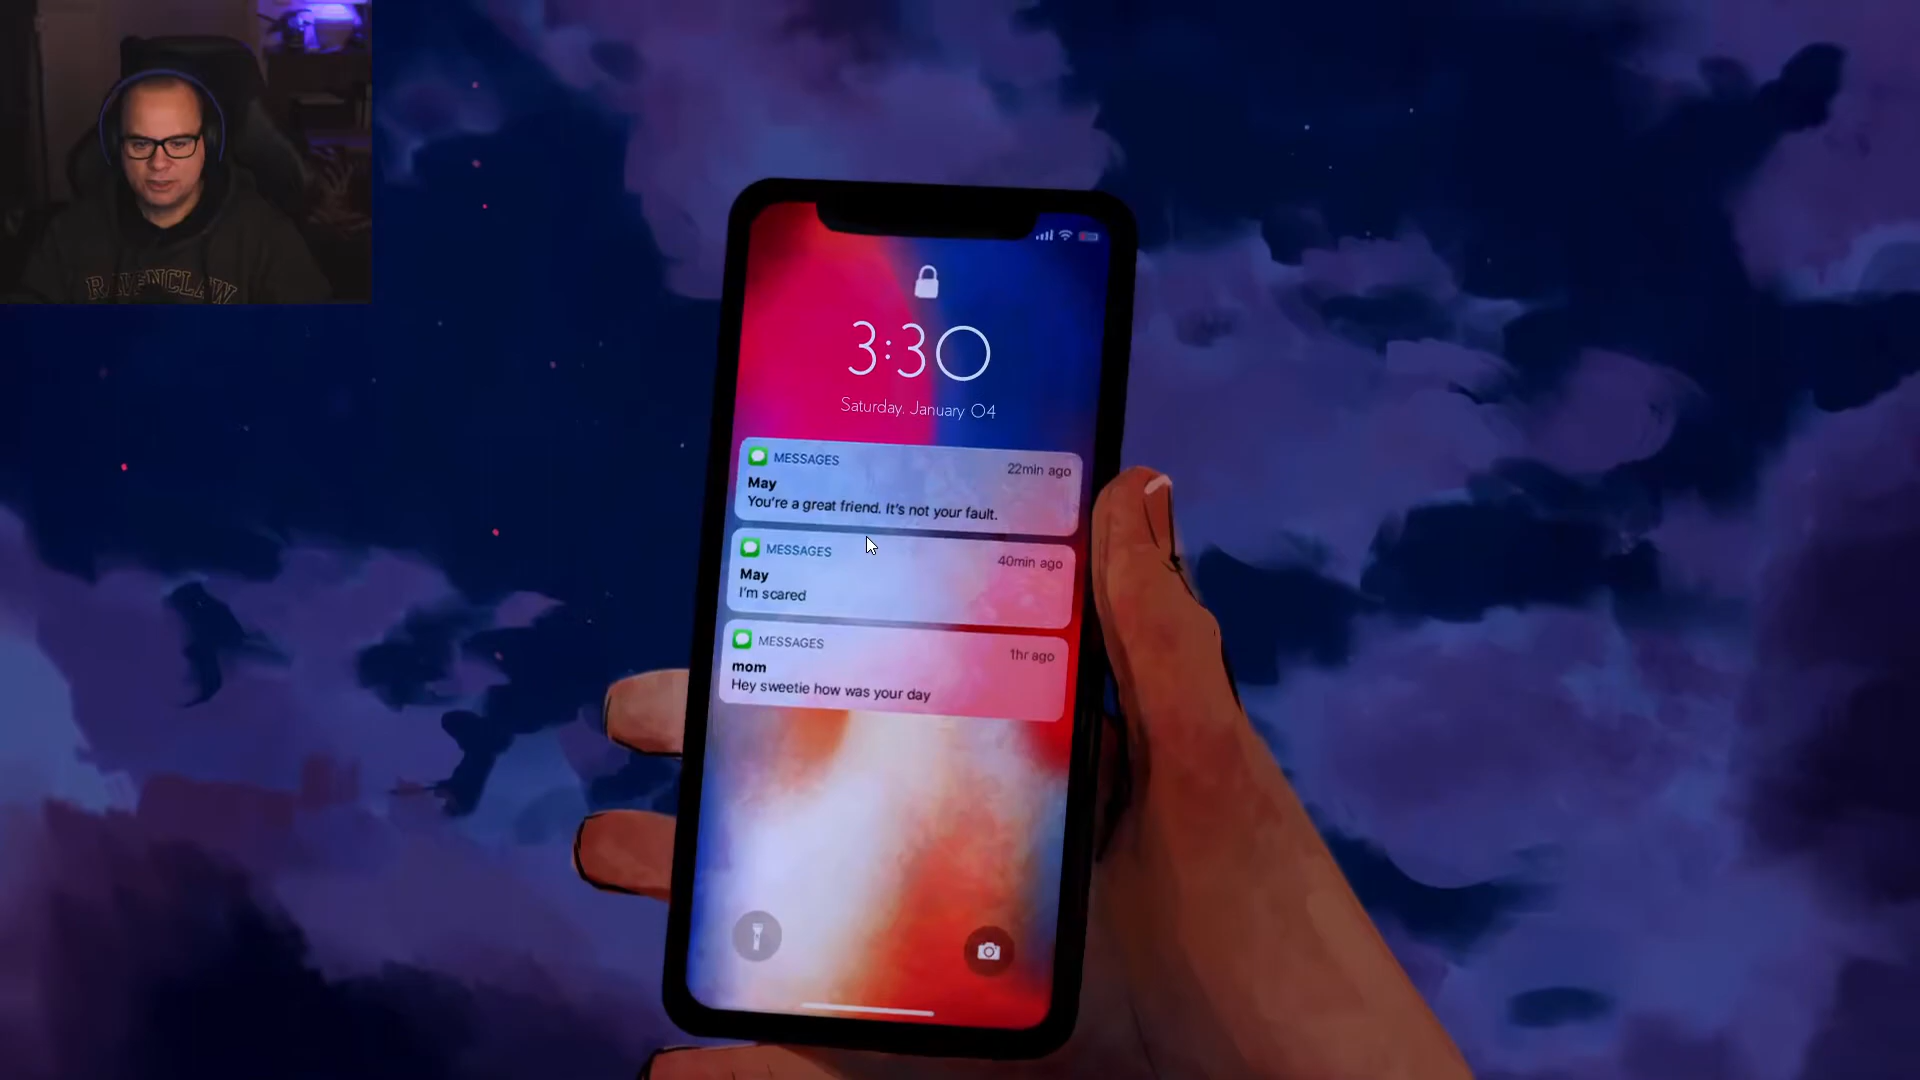 RAVENCLAW
3:30
Saturday, January 04
MESSAGES
22min ago
May
You're a great friend. It's not your fault.
MESSAGES
40min ago
May
I'm scared
MESSAGES
1hr ago
mom
Hey sweetie how was your day